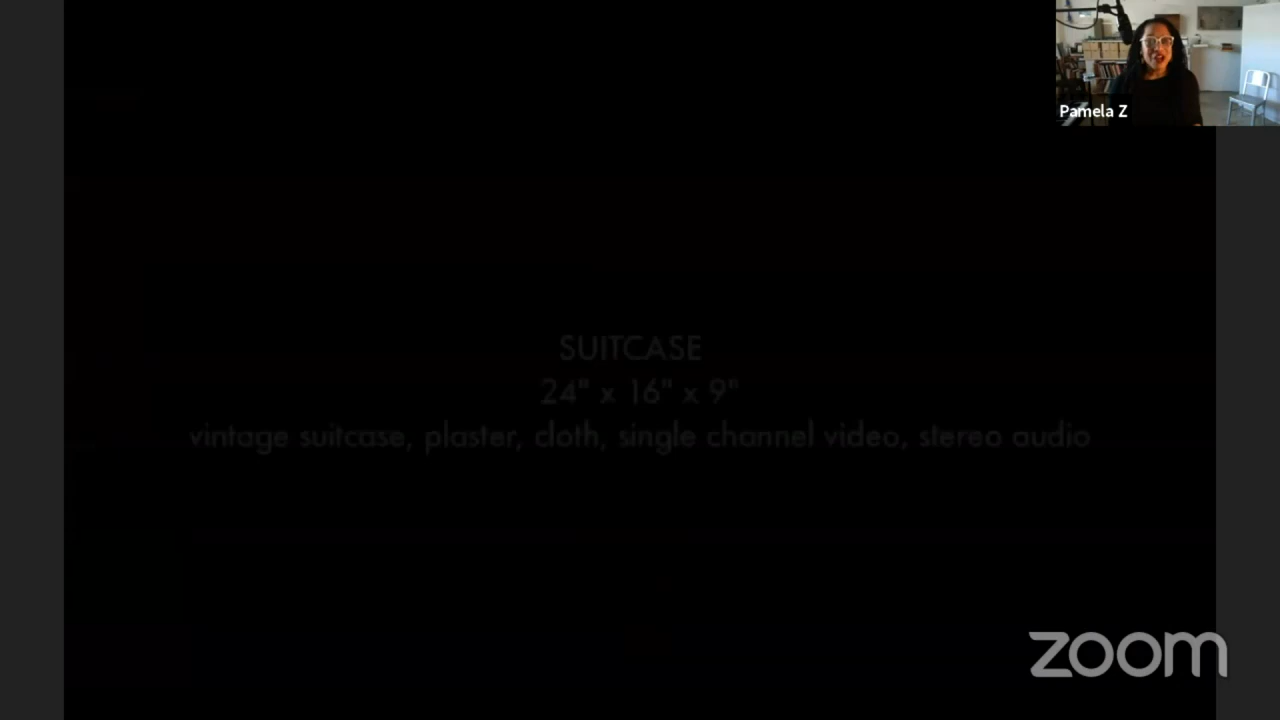 Pamela Z
SUITCASE
24" x 16" x 9"
vintage suitcase, plaster, cloth, single channel video, stereo audio
zoom